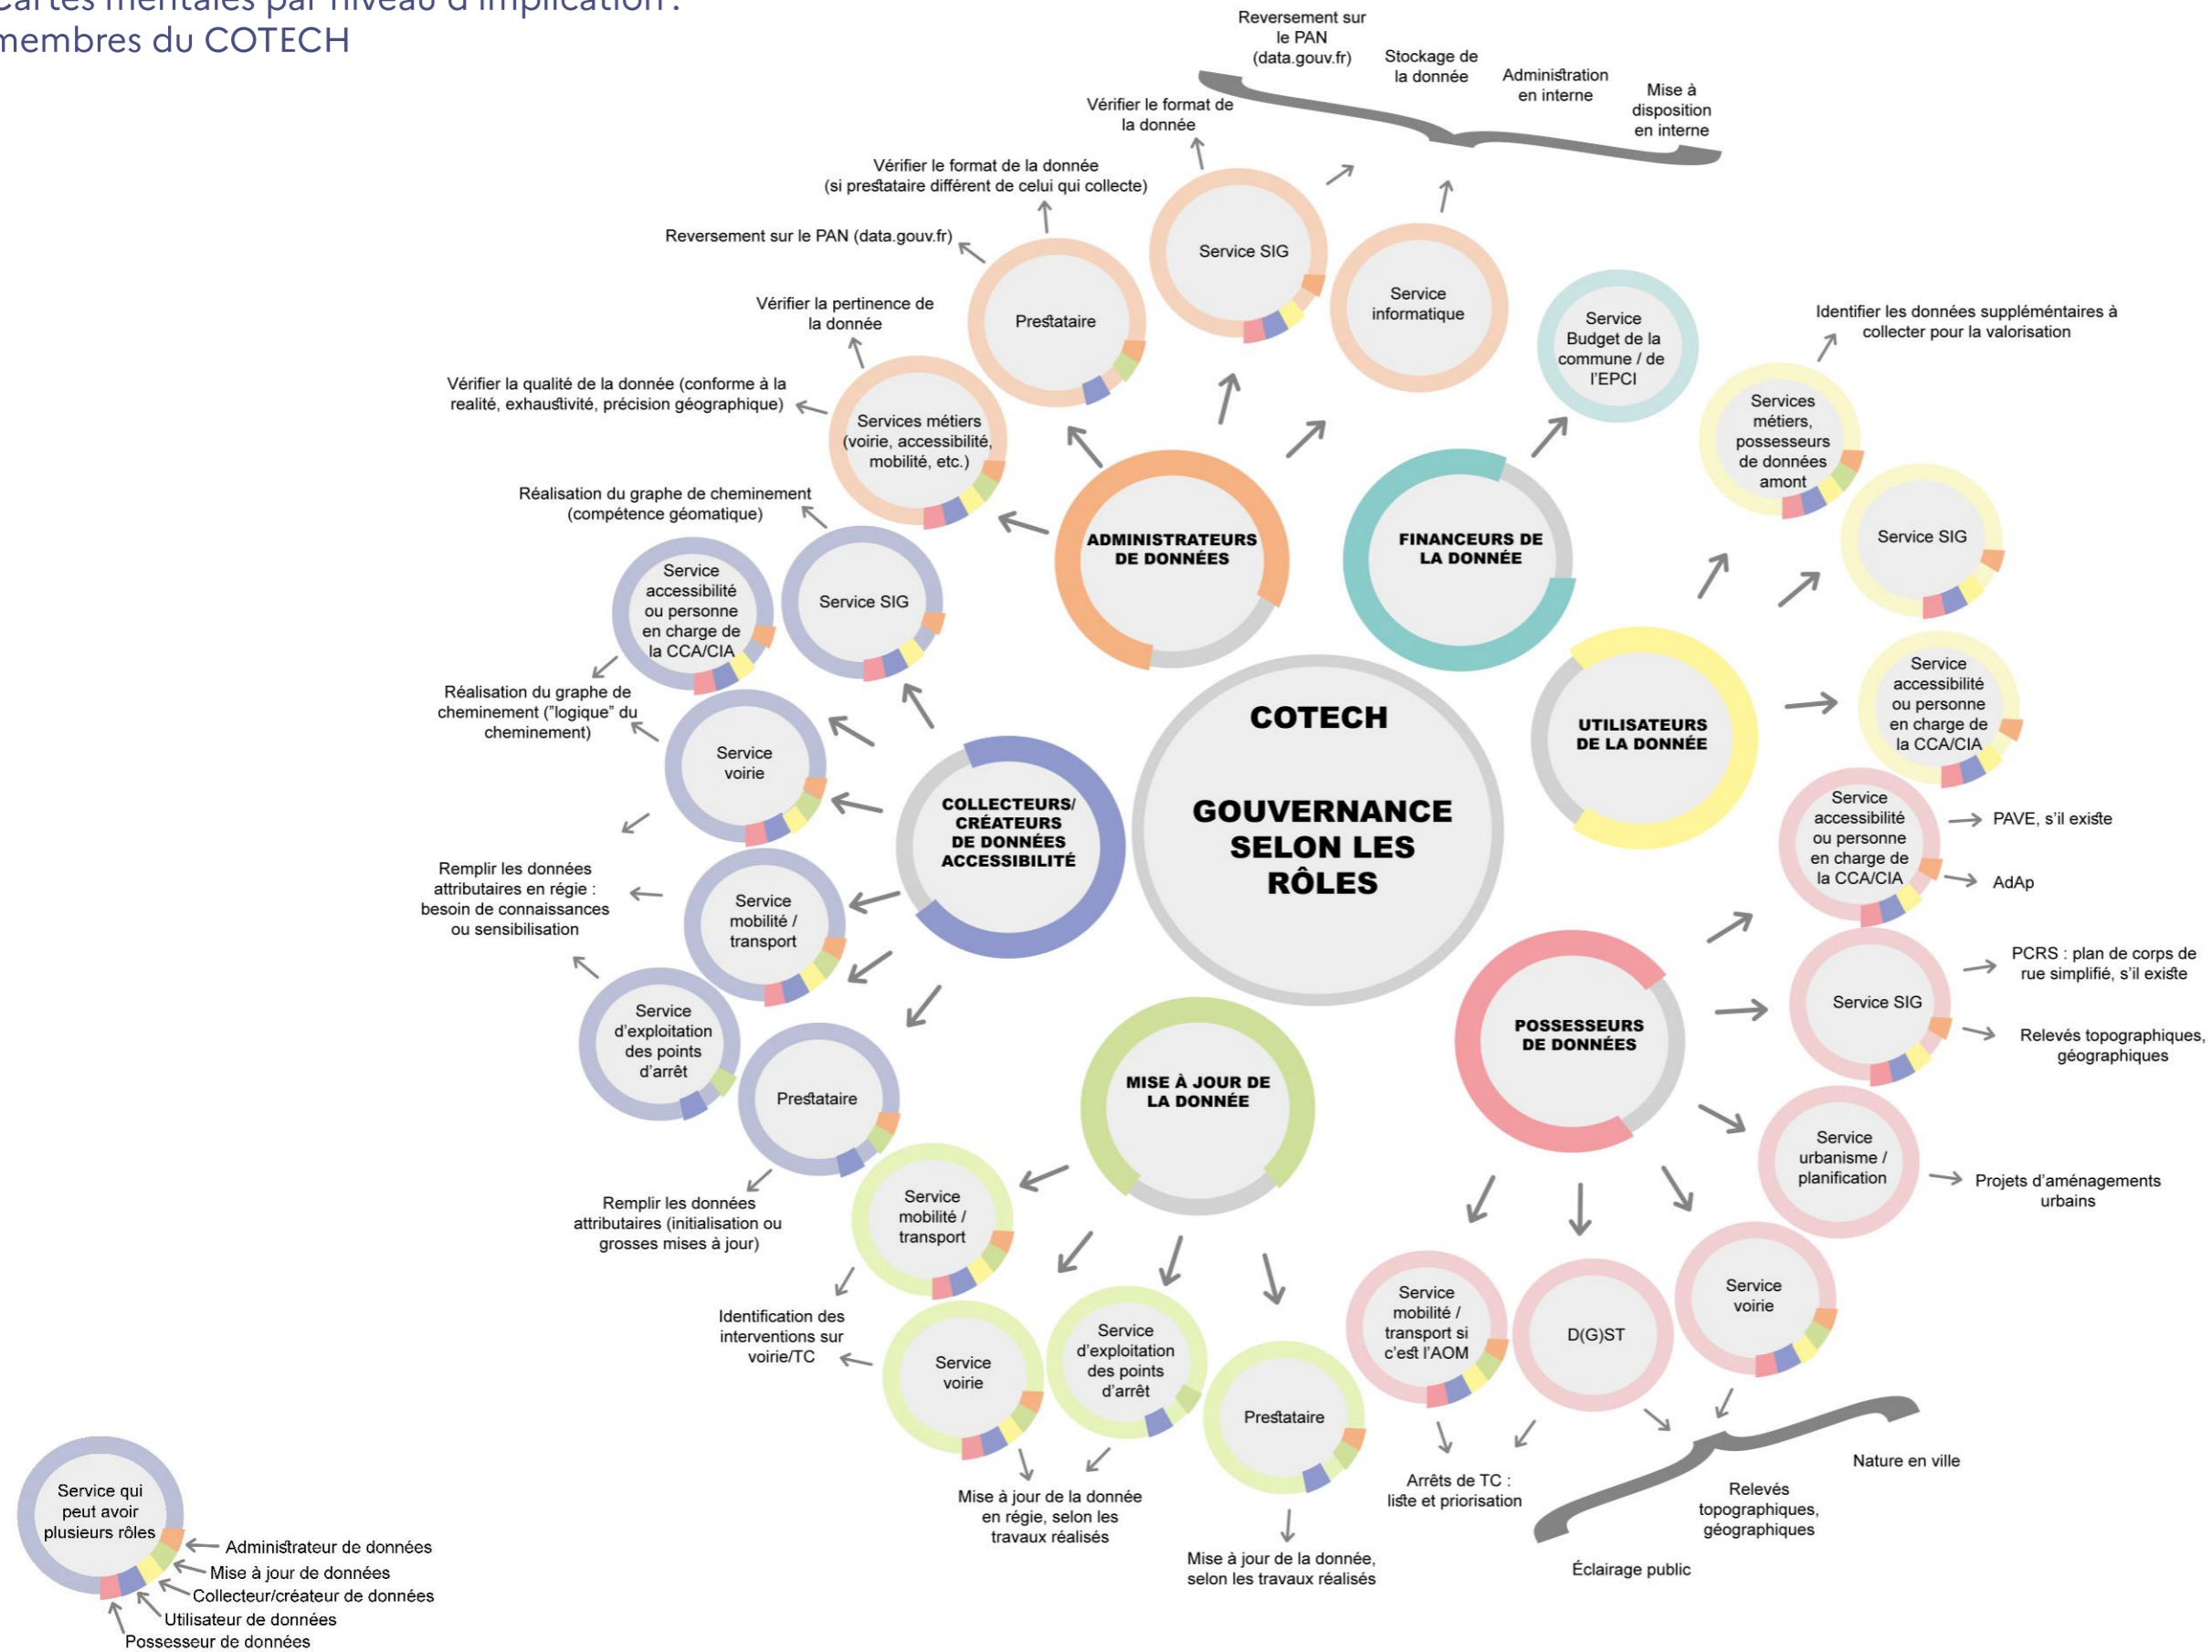 Cartes mentales par niveau d'implication :
membres du COTECH
Reversement sur
le PAN
(data.gouv.fr)
Stockage de
la donnée
Administration
en interne
Mise à
disposition
en interne
Vérifier le format de
la donnée
Vérifier le format de la donnée
(si prestataire différent de celui qui collecte)
Reversement sur le PAN (data.gouv.fr)
Vérifier la pertinence de
la donnée
Vérifier la qualité de la donnée (conforme à la
realité, exhaustivité, précision géographique)
Service SIG
Service
informatique
Prestataire
Services métiers
(voirie, accessibilité,
mobilité, etc.)
ADMINISTRATEURS
DE DONNÉES
Service
Budget de la
commune / de
l'EPCI
FINANCEURS DE
LA DONNÉE
Identifier les données suppléméntaires à
collecter pour la valorisation
Services
métiers,
possesseurs
de données
amont
Service SIG
Service
accessibilité
ou personne
en charge de
la CCA/CIA
UTILISATEURS
DE LA DONNÉE
COTECH
GOUVERNANCE
SELON LES
RÔLES
Réalisation du graphe de cheminement
(compétence géomatique)
Service
accessibilité
ou personne
en charge de
la CCA/CIA
Service SIG
Réalisation du graphe de
cheminement ("logique" du
cheminement)
Service
voirie
COLLECTEURS/
CRÉATEURS
DE DONNÉES
ACCESSIBILITÉ
Remplir les données
attributaires en régie :
besoin de connaissances
ou sensibilisation
Service
mobilité /
transport
Service
d'exploitation
des points
d'arrêt
Prestataire
Remplir les données
attributaires (initialisation ou
grosses mises à jour)
Service
accessibilité
ou personne
en charge de
la CCA/CIA
PAVE, s'il existe
AdAp
PCRS : plan de corps de
rue simplifié, s'il existe
Service SIG
Relevés topographiques,
géographiques
POSSESSEURS
DE DONNÉES
Service
urbanisme /
planification
Projets d'aménagements
urbains
Service
voirie
D(G)ST
Service
mobilité /
transport si
c'est l'AOM
Arrêts de TC :
liste et priorisation
Nature en ville
Relevés
topographiques,
géographiques
Éclairage public
MISE À JOUR DE
LA DONNÉE
Service
mobilité /
transport
Identification des
interventions sur
voirie/TC
Service
voirie
Service
d'exploitation
des points
d'arrêt
Prestataire
Mise à jour de la donnée
en régie, selon les
travaux réalisés
Mise à jour de la donnée,
selon les travaux réalisés
Service qui
peut avoir
plusieurs rôles
Administrateur de données
Mise à jour de données
Collecteur/créateur de données
Utilisateur de données
Possesseur de données